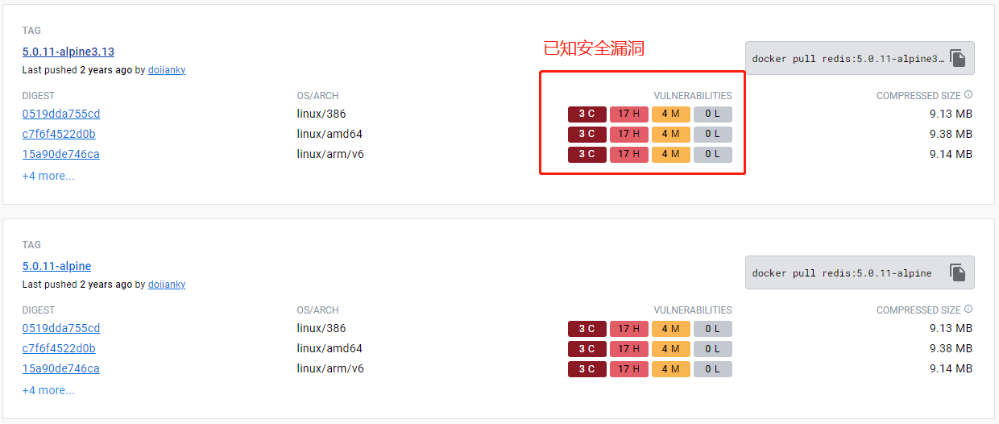 TAG
5.0.11-alpine3.13
已知安全漏洞
docker pull redis:5.0.11-alpine3…
Last pushed 2 years ago by doijanky
DIGEST OS/ARCH VULNERABILITIES COMPRESSED SIZE
0519dda755cd linux/386 3 C 17 H 4 M 0 L 9.13 MB
c7f6f4522d0b linux/amd64 3 C 17 H 4 M 0 L 9.38 MB
15a90de746ca linux/arm/v6 3 C 17 H 4 M 0 L 9.14 MB
+4 more...
TAG
5.0.11-alpine
docker pull redis:5.0.11-alpine
Last pushed 2 years ago by doijanky
DIGEST OS/ARCH VULNERABILITIES COMPRESSED SIZE
0519dda755cd linux/386 3 C 17 H 4 M 0 L 9.13 MB
c7f6f4522d0b linux/amd64 3 C 17 H 4 M 0 L 9.38 MB
15a90de746ca linux/arm/v6 3 C 17 H 4 M 0 L 9.14 MB
+4 more...